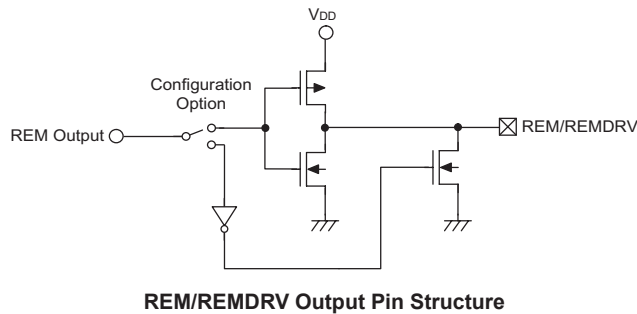 VDD
Configuration
Option
REM Output
REM/REMDRV
REM/REMDRV Output Pin Structure